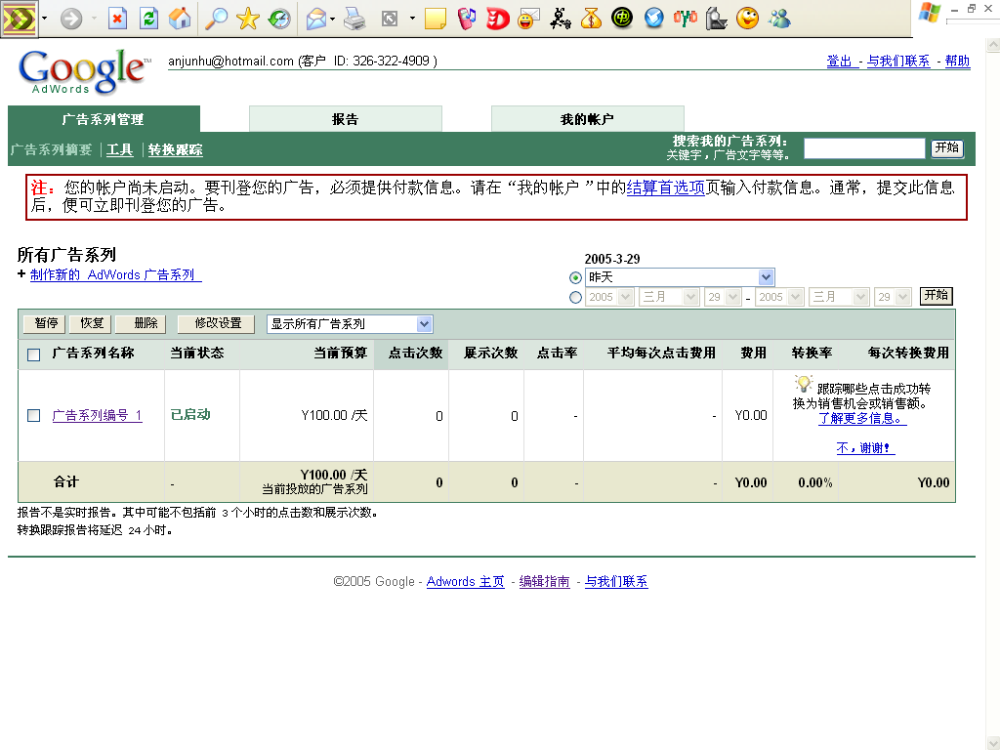 Google™
AdWords
anjunhu@hotmail.com (客户 ID: 326-322-4909 )
登出 - 与我们联系 - 帮助
广告系列管理 报告 我的帐户
广告系列摘要 | 工具 | 转换跟踪
搜索我的广告系列：
关键字，广告文字等等。
开始
注：您的帐户尚未启动。要刊登您的广告，必须提供付款信息。请在“我的帐户 ”中的结算首选项页输入付款信息。通常，提交此信息
后，便可立即刊登您的广告。
所有广告系列
+ 制作新的 AdWords 广告系列
2005-3-29
昨天
2005 三月 29 - 2005 三月 29 开始
暂停 恢复 删除 修改设置 显示所有广告系列
广告系列名称 当前状态 当前预算 点击次数 展示次数 点击率 平均每次点击费用 费用 转换率 每次转换费用
广告系列编号 1 已启动 Y100.00 /天 0 0 - - Y0.00
跟踪哪些点击成功转
换为销售机会或销售额。
了解更多信息。
不，谢谢！
合计 - Y100.00 /天 0 0 - - Y0.00 0.00% Y0.00
当前投放的广告系列
报告不是实时报告。其中可能不包括前 3 个小时的点击数和展示次数。
转换跟踪报告将延迟 24 小时。
©2005 Google - Adwords 主页 - 编辑指南 - 与我们联系